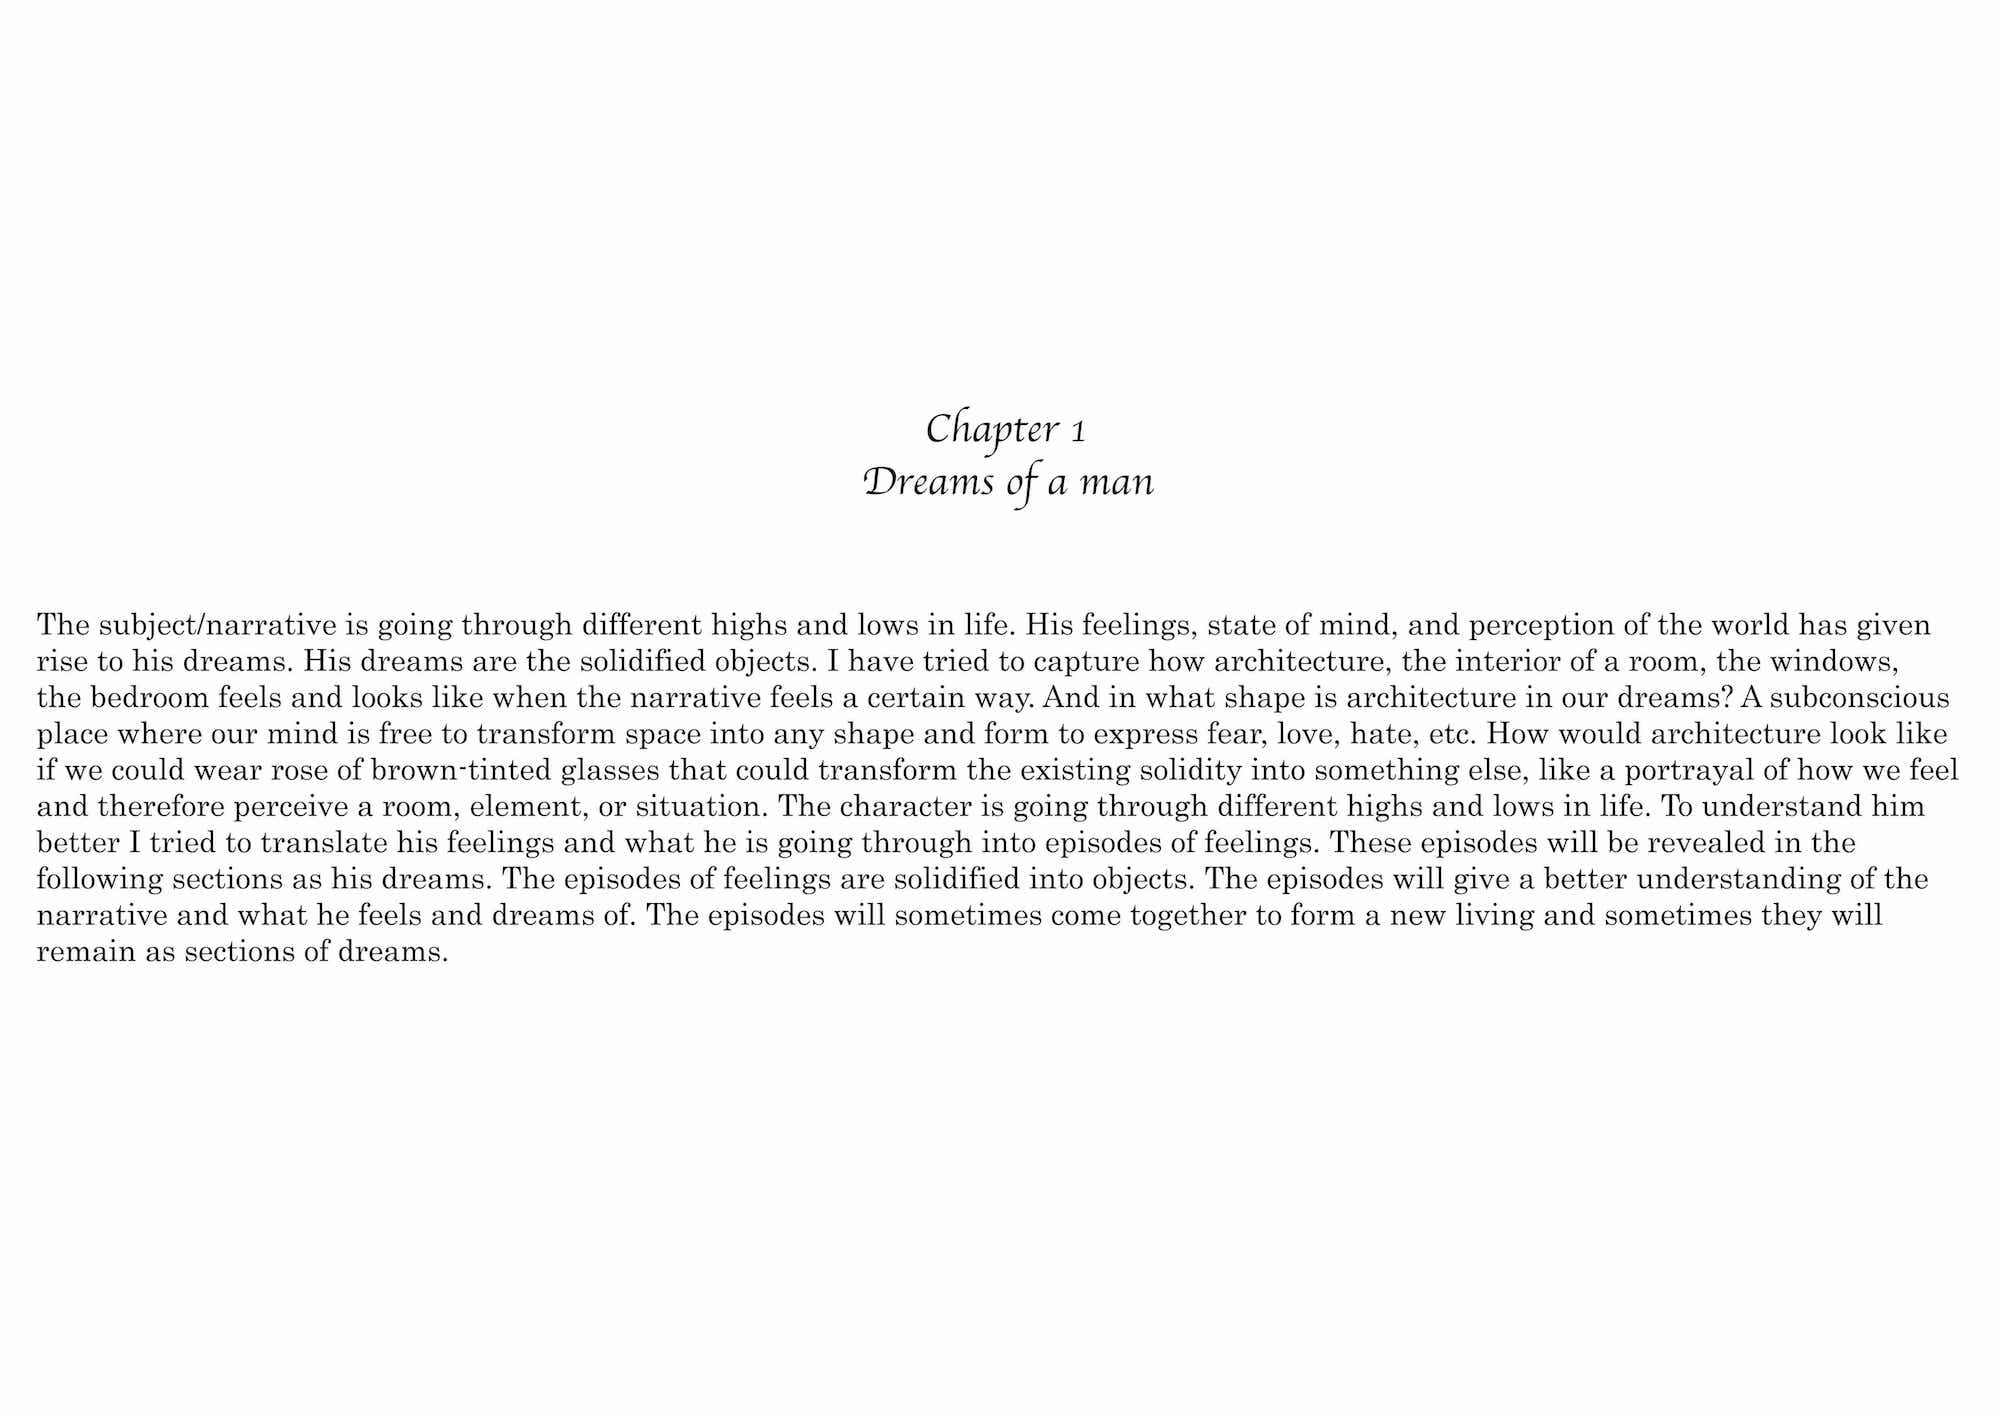 Chapter 1
Dreams of a man
The subject/narrative is going through different highs and lows in life. His feelings, state of mind, and perception of the world has given
rise to his dreams. His dreams are the solidified objects. I have tried to capture how architecture, the interior of a room, the windows,
the bedroom feels and looks like when the narrative feels a certain way. And in what shape is architecture in our dreams? A subconscious
place where our mind is free to transform space into any shape and form to express fear, love, hate, etc. How would architecture look like
if we could wear rose of brown-tinted glasses that could transform the existing solidity into something else, like a portrayal of how we feel
and therefore perceive a room, element, or situation. The character is going through different highs and lows in life. To understand him
better I tried to translate his feelings and what he is going through into episodes of feelings. These episodes will be revealed in the
following sections as his dreams. The episodes of feelings are solidified into objects. The episodes will give a better understanding of the
narrative and what he feels and dreams of. The episodes will sometimes come together to form a new living and sometimes they will
remain as sections of dreams.